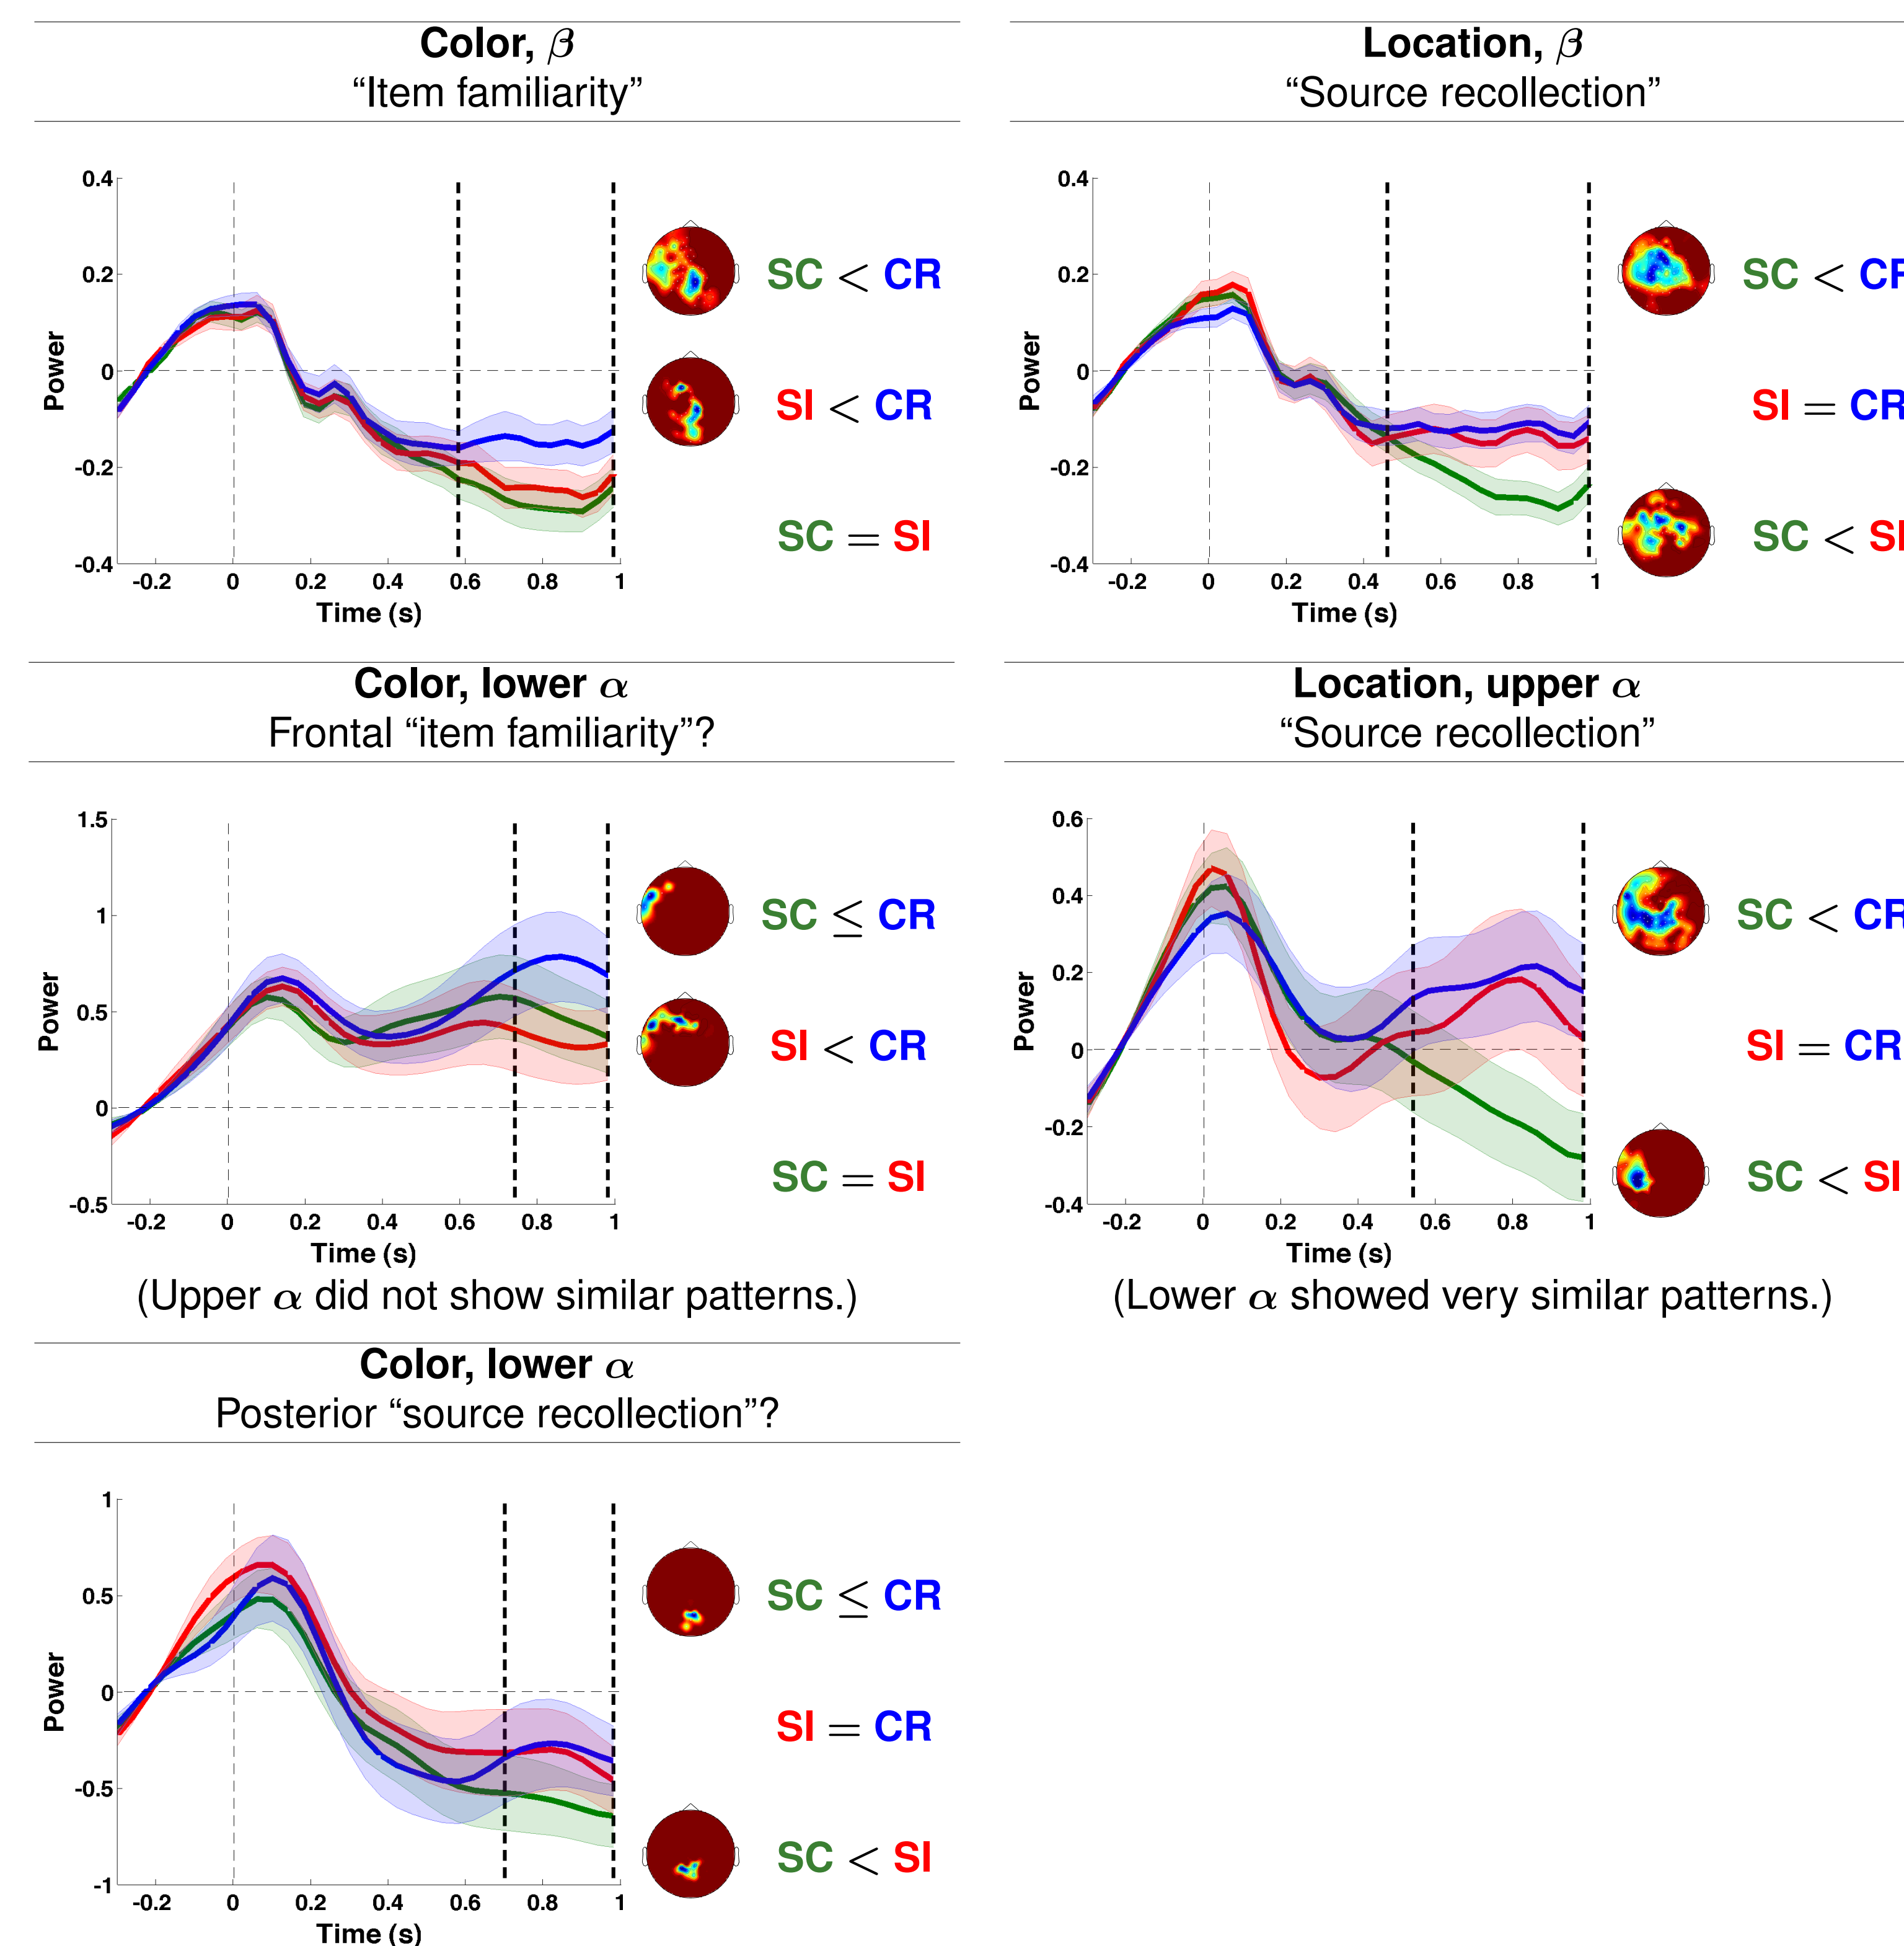 Color, β
“Item familiarity”
0.4
0.2
0
-0.2
-0.4
Power
-0.2 0 0.2 0.4 0.6 0.8 1
Time (s)
SC < CR
SI < CR
SC = SI
Location, β
“Source recollection”
0.4
0.2
0
-0.2
-0.4
Power
-0.2 0 0.2 0.4 0.6 0.8 1
Time (s)
SC < CR
SI = CR
SC < SI
Color, lower α
Frontal “item familiarity”?
1.5
1
0.5
0
-0.5
Power
-0.2 0 0.2 0.4 0.6 0.8 1
Time (s)
SC ≤ CR
SI < CR
SC = SI
(Upper α did not show similar patterns.)
Location, upper α
“Source recollection”
0.6
0.4
0.2
0
-0.2
-0.4
Power
-0.2 0 0.2 0.4 0.6 0.8 1
Time (s)
SC < CR
SI = CR
SC < SI
(Lower α showed very similar patterns.)
Color, lower α
Posterior “source recollection”?
1
0.5
0
-0.5
-1
Power
-0.2 0 0.2 0.4 0.6 0.8 1
Time (s)
SC ≤ CR
SI = CR
SC < SI